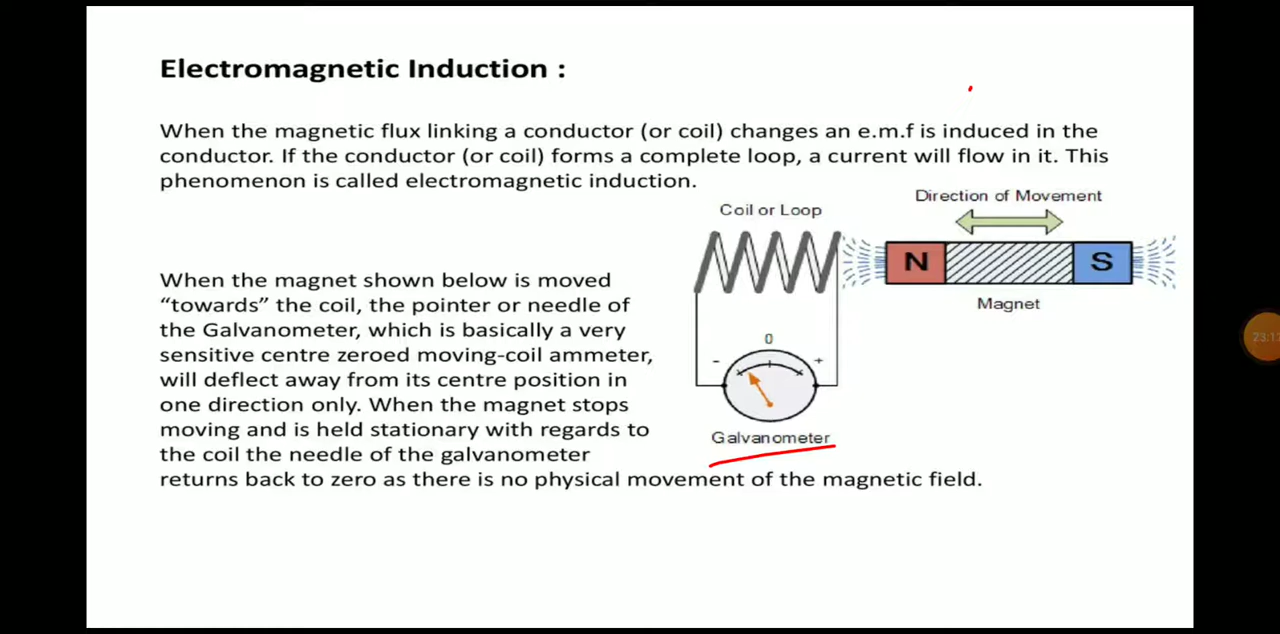 Electromagnetic Induction :
When the magnetic flux linking a conductor (or coil) changes an e.m.f is induced in the
conductor. If the conductor (or coil) forms a complete loop, a current will flow in it. This
phenomenon is called electromagnetic induction.
Direction of Movement
Coil or Loop
N
S
Magnet
When the magnet shown below is moved
“towards” the coil, the pointer or needle of
the Galvanometer, which is basically a very
sensitive centre zeroed moving-coil ammeter,
will deflect away from its centre position in
one direction only. When the magnet stops
moving and is held stationary with regards to
the coil the needle of the galvanometer
returns back to zero as there is no physical movement of the magnetic field.
0
- +
Galvanometer